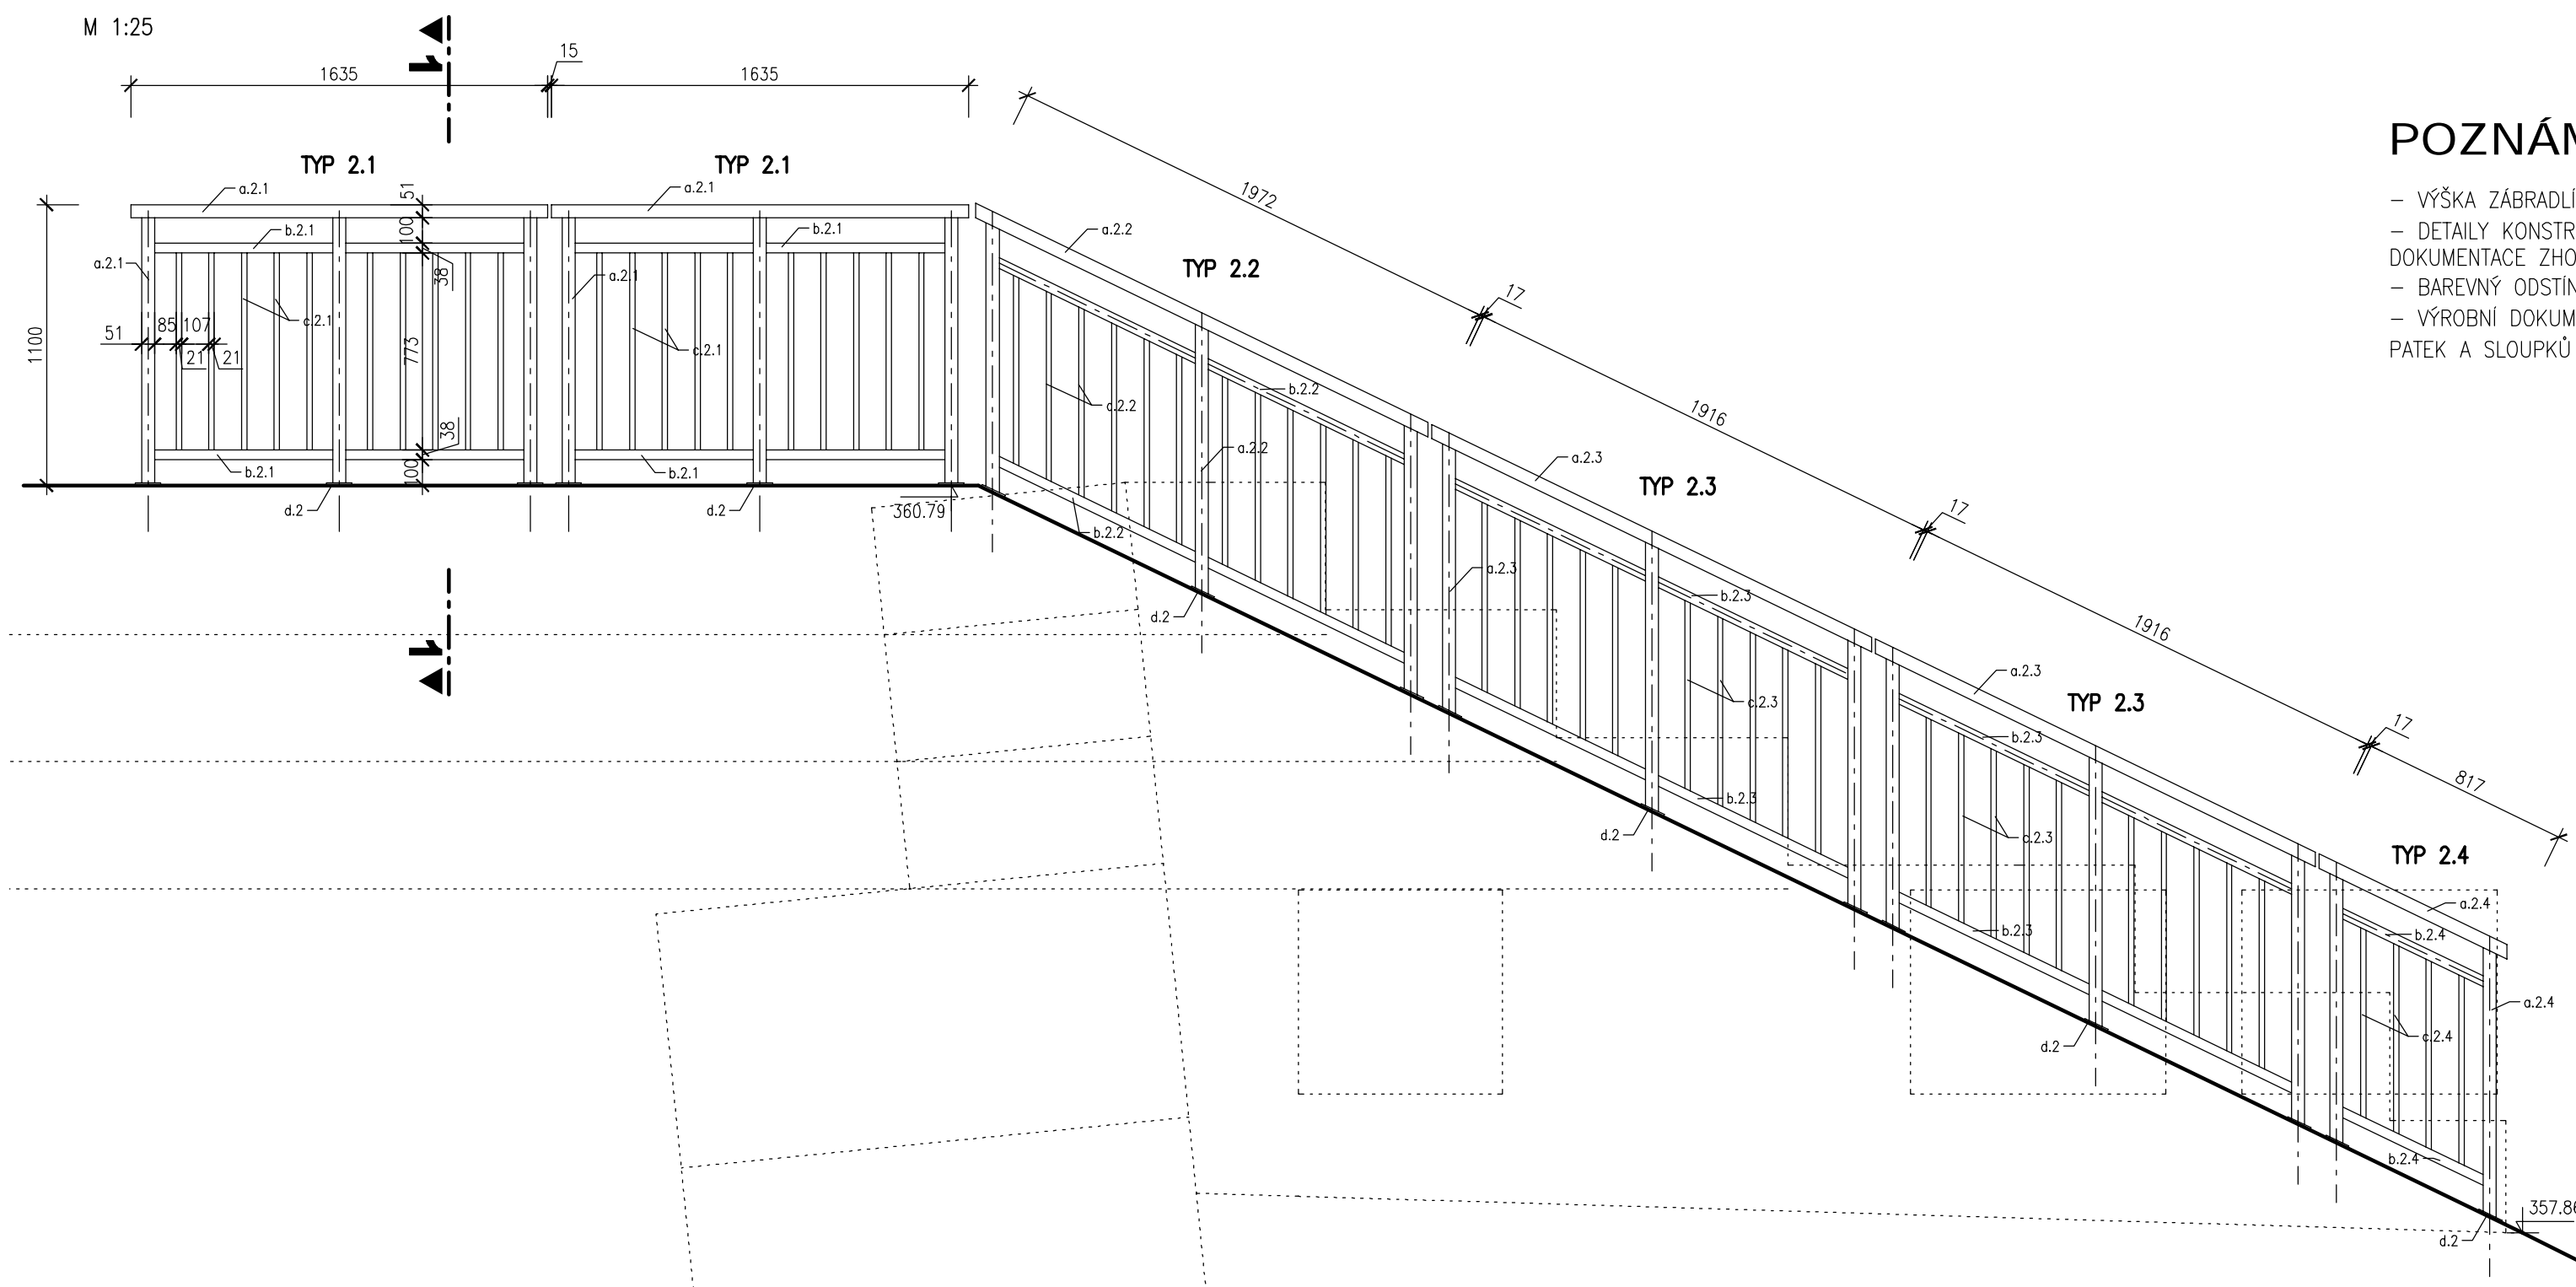 M 1:25
1
15
1635
1635
POZNÁM
TYP 2.1
TYP 2.1
1972
a.2.1
51
a.2.1
– VÝŠKA ZÁBRADLÍ
b.2.1
100
b.2.1
a.2.2
– DETAILY KONSTR
DOKUMENTACE ZHO
a.2.1
38
a.2.1
TYP 2.2
– BAREVNÝ ODSTÍN
17
– VÝROBNÍ DOKUM
PATEK A SLOUPKŮ
1100
51
85
107
21
21
c.2.1
773
c.2.1
b.2.2
c.2.2
1916
38
a.2.2
b.2.1
100
b.2.1
a.2.3
TYP 2.3
d.2
d.2
360.79
b.2.2
17
a.2.3
b.2.3
d.2
1
1916
a.2.3
c.2.3
TYP 2.3
17
b.2.3
b.2.3
817
d.2
c.2.3
TYP 2.4
a.2.4
b.2.3
b.2.4
a.2.4
d.2
c.2.4
b.2.4
357.86
d.2